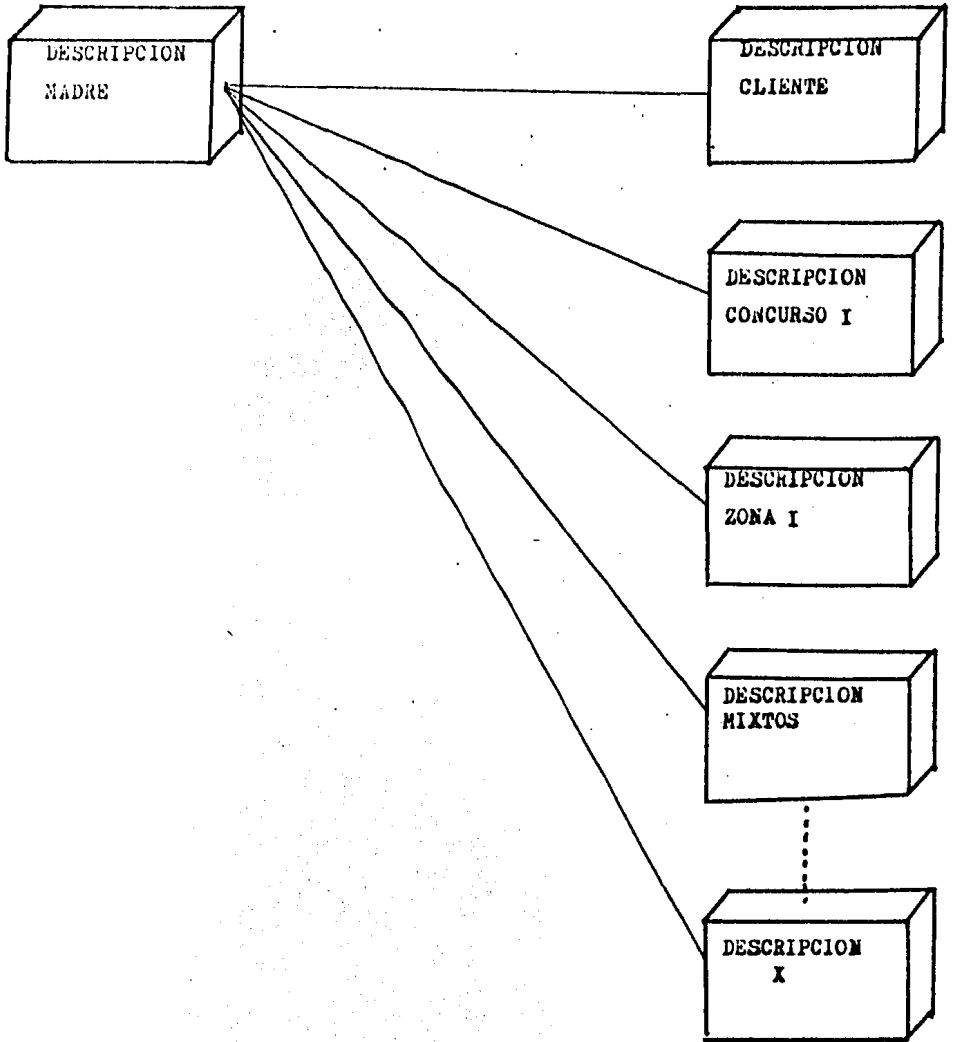 DESCRIPCION
MADRE
DESCRIPCION
CLIENTE
DESCRIPCION
CONCURSO I
DESCRIPCION
ZONA I
DESCRIPCION
MIXTOS
DESCRIPCION
X